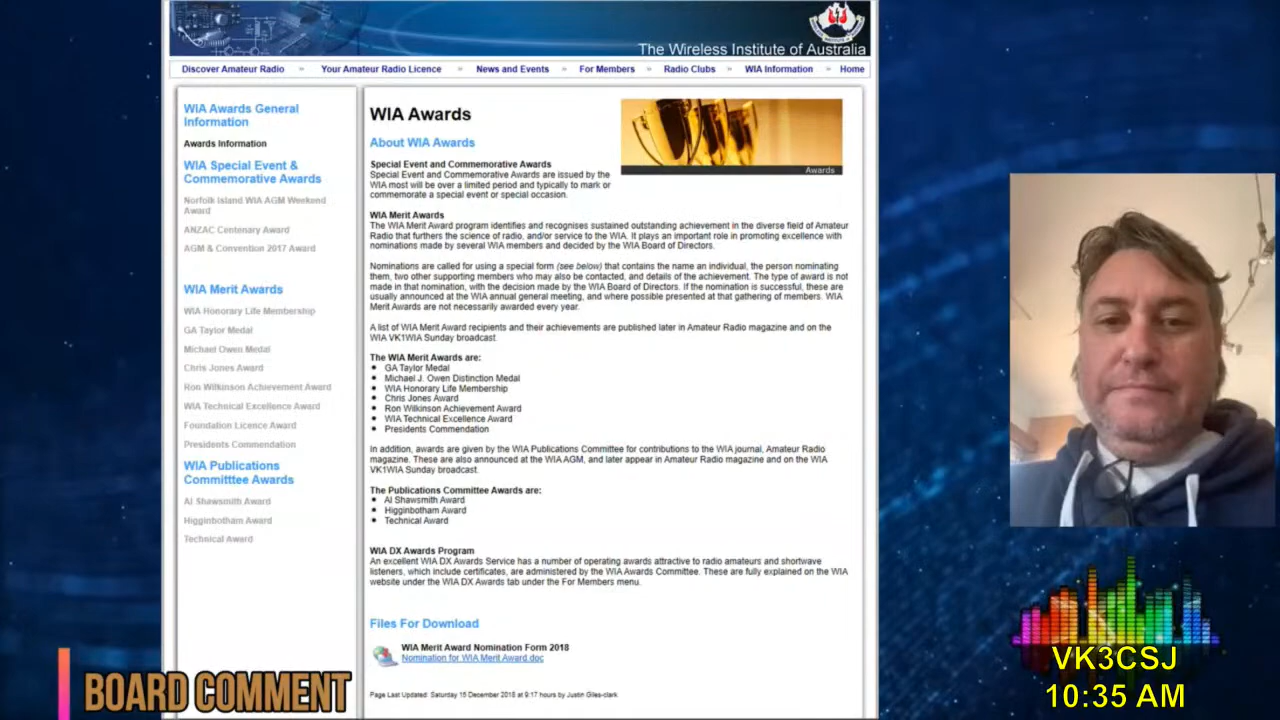 The Wireless Institute of Australia
Discover Amateur Radio » Your Amateur Radio Licence » News and Events » For Members » Radio Clubs » WIA Information » Home
WIA Awards General
Information
Awards Information
WIA Special Event &
Commemorative Awards
Norfolk Island WIA AGM Weekend
Award
ANZAC Centenary Award
AGM & Convention 2017 Award
WIA Merit Awards
WIA Honorary Life Membership
GA Taylor Medal
Michael Owen Medal
Chris Jones Award
Ron Wilkinson Achievement Award
WIA Technical Excellence Award
Foundation Licence Award
Presidents Commendation
WIA Publications
Committtee Awards
Al Shawsmith Award
Higginbotham Award
Technical Award
WIA Awards
Awards
About WIA Awards
Special Event and Commemorative Awards
Special Event and Commemorative Awards are issued by the
WIA most will be over a limited period and typically to mark or
commemorate a special event or special occasion.
WIA Merit Awards
The WIA Merit Award program identifies and recognises sustained outstanding achievement in the diverse field of Amateur
Radio that furthers the science of radio, and/or service to the WIA. It plays an important role in promoting excellence with
nominations made by several WIA members and decided by the WIA Board of Directors.
Nominations are called for using a special form (see below) that contains the name an individual, the person nominating
them, two other supporting members who may also be contacted, and details of the achievement. The type of award is not
made in that nomination, with the decision made by the WIA Board of Directors. If the nomination is successful, these are
usually announced at the WIA annual general meeting, and where possible presented at that gathering of members. WIA
Merit Awards are not necessarily awarded every year.
A list of WIA Merit Award recipients and their achievements are published later in Amateur Radio magazine and on the
WIA VK1WIA Sunday broadcast.
The WIA Merit Awards are:
• GA Taylor Medal
• Michael J. Owen Distinction Medal
• WIA Honorary Life Membership
• Chris Jones Award
• Ron Wilkinson Achievement Award
• WIA Technical Excellence Award
• Presidents Commendation
In addition, awards are given by the WIA Publications Committee for contributions to the WIA journal, Amateur Radio
magazine. These are also announced at the WIA AGM, and later appear in Amateur Radio magazine and on the WIA
VK1WIA Sunday broadcast.
The Publications Committee Awards are:
• Al Shawsmith Award
• Higginbotham Award
• Technical Award
WIA DX Awards Program
An excellent WIA DX Awards Service has a number of operating awards attractive to radio amateurs and shortwave
listeners, which include certificates, are administered by the WIA Awards Committee. These are fully explained on the WIA
website under the WIA DX Awards tab under the For Members menu.
Files For Download
WIA Merit Award Nomination Form 2018
Nomination for WIA Merit Award.doc
Page Last Updated: Saturday 15 December 2018 at 9:17 hours by Justin Giles-clark
BOARD COMMENT
VK3CSJ
10:35 AM